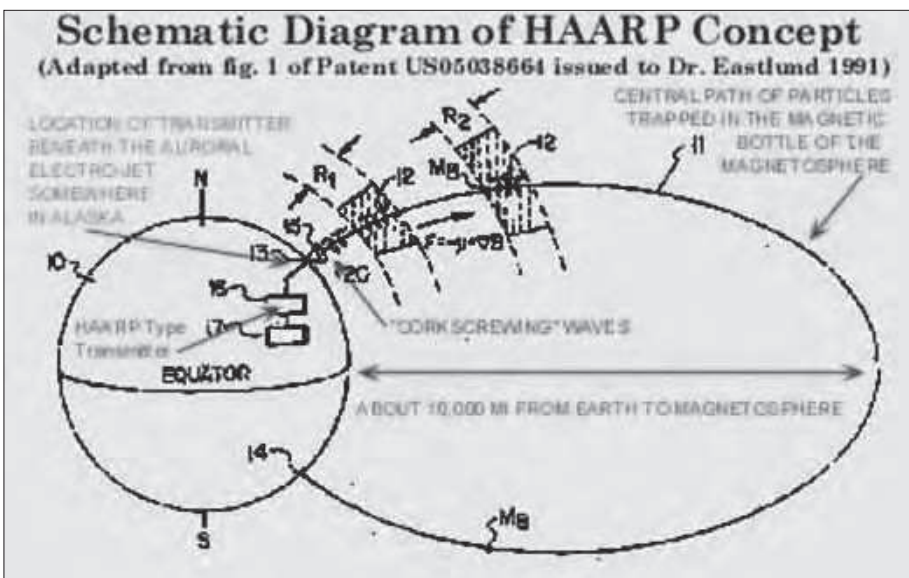 Schematic Diagram of HAARP Concept
(Adapted from fig. 1 of Patent US05038664 issued to Dr. Eastlund 1991)
LOCATION OF TRANSMITTER
BENEATH THE AURORAL
ELECTROJET
SOMEWHERE
IN ALASKA
CENTRAL PATH OF PARTICLES
TRAPPED IN THE MAGNETIC
BOTTLE OF THE
MAGNETOSPHERE
R1
R2
12
12
11
MB
N
15
13
20
10
16
17
HAARP Type
Transmitter
"CORKSCREWING" WAVES
EQUATOR
ABOUT 10,000 MI FROM EARTH TO MAGNETOSPHERE
14
S
MB